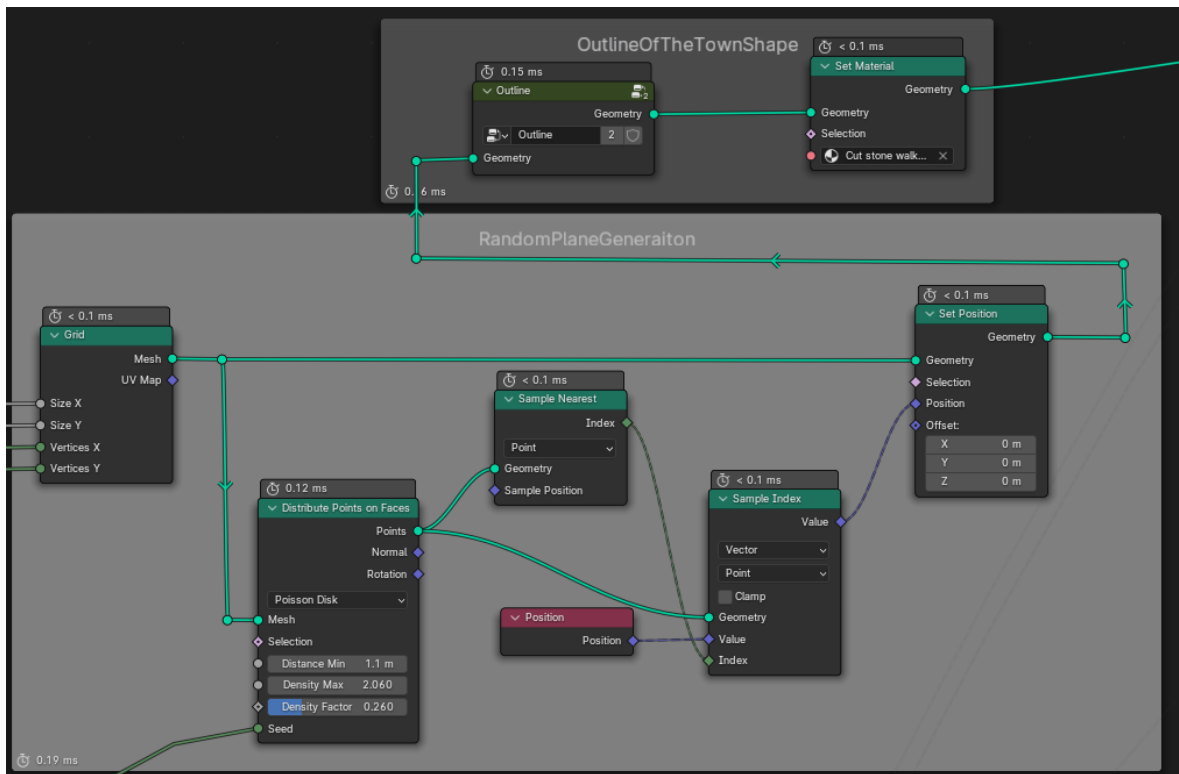 OutlineOfTheTownShape
< 0.1 ms
Set Material
Geometry
Geometry
Selection
Cut stone walk...
0.15 ms
Outline
2
Geometry
Outline 2
Geometry
RandomPlaneGeneraiton
< 0.1 ms
Grid
Mesh
UV Map
Size X
Size Y
Vertices X
Vertices Y
0.12 ms
Distribute Points on Faces
Points
Normal
Rotation
Poisson Disk
Mesh
Selection
Distance Min 1.1 m
Density Max 2.060
Density Factor 0.260
Seed
< 0.1 ms
Sample Nearest
Index
Point
Geometry
Sample Position
Position
Position
< 0.1 ms
Sample Index
Value
Vector
Point
Clamp
Geometry
Value
Index
< 0.1 ms
Set Position
Geometry
Geometry
Selection
Position
Offset:
X 0 m
Y 0 m
Z 0 m
0.19 ms